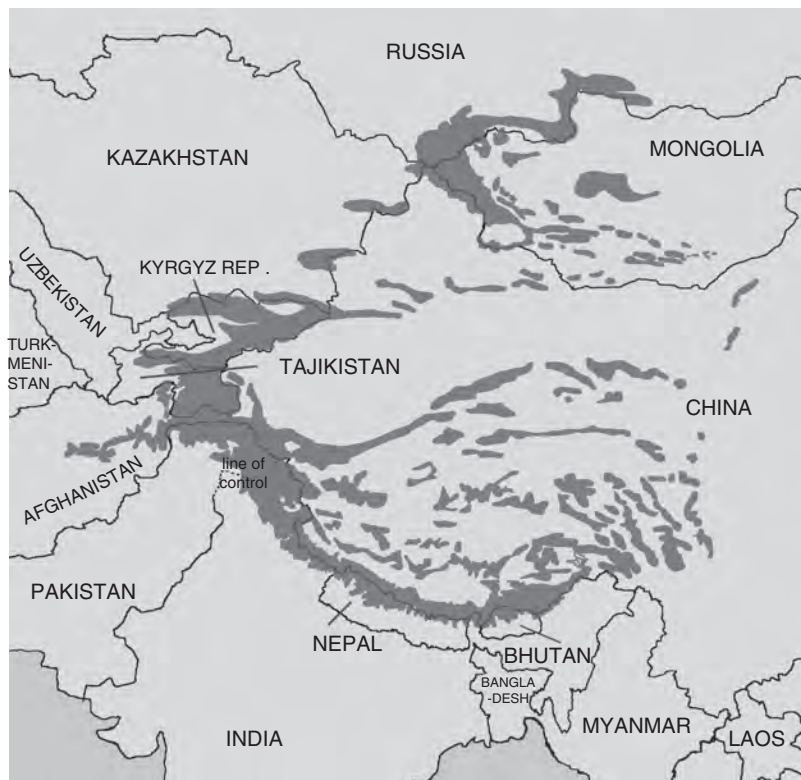 RUSSIA
KAZAKHSTAN
MONGOLIA
UZBEKISTAN
KYRGYZ REP .
TURK-
MENI-
STAN
TAJIKISTAN
CHINA
AFGHANISTAN
line of
control
PAKISTAN
NEPAL
BHUTAN
BANGLA
-DESH
INDIA
MYANMAR
LAOS